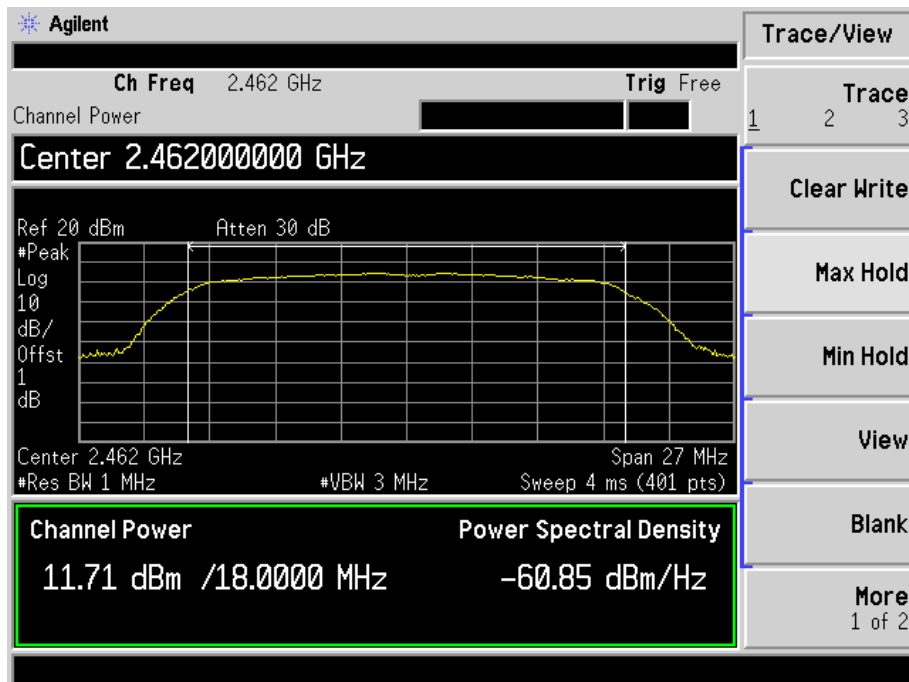 Agilent
Trace/View
Ch Freq 2.462 GHz Trig Free
Channel Power
Trace
1 2 3
Center 2.462000000 GHz
Clear Write
Ref 20 dBm Atten 30 dB
#Peak
Log
10
dB/
Offst
1
dB
Max Hold
Min Hold
Center 2.462 GHz Span 27 MHz
#Res BW 1 MHz #VBW 3 MHz Sweep 4 ms (401 pts)
View
Channel Power Power Spectral Density
11.71 dBm /18.0000 MHz -60.85 dBm/Hz
Blank
More
1 of 2